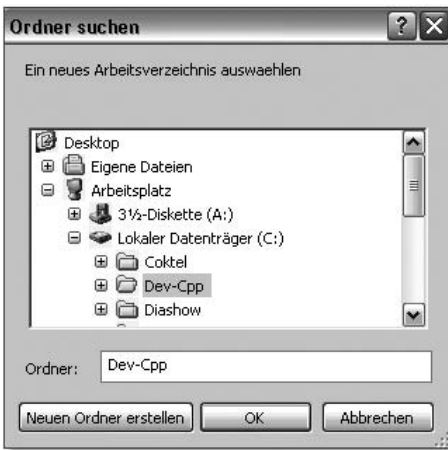 Ordner suchen
Ein neues Arbeitsverzeichnis auswaehlen
Desktop
Eigene Dateien
Arbeitsplatz
3½-Diskette (A:)
Lokaler Datenträger (C:)
Coktel
Dev-Cpp
Diashow
Ordner: Dev-Cpp
Neuen Ordner erstellen OK Abbrechen